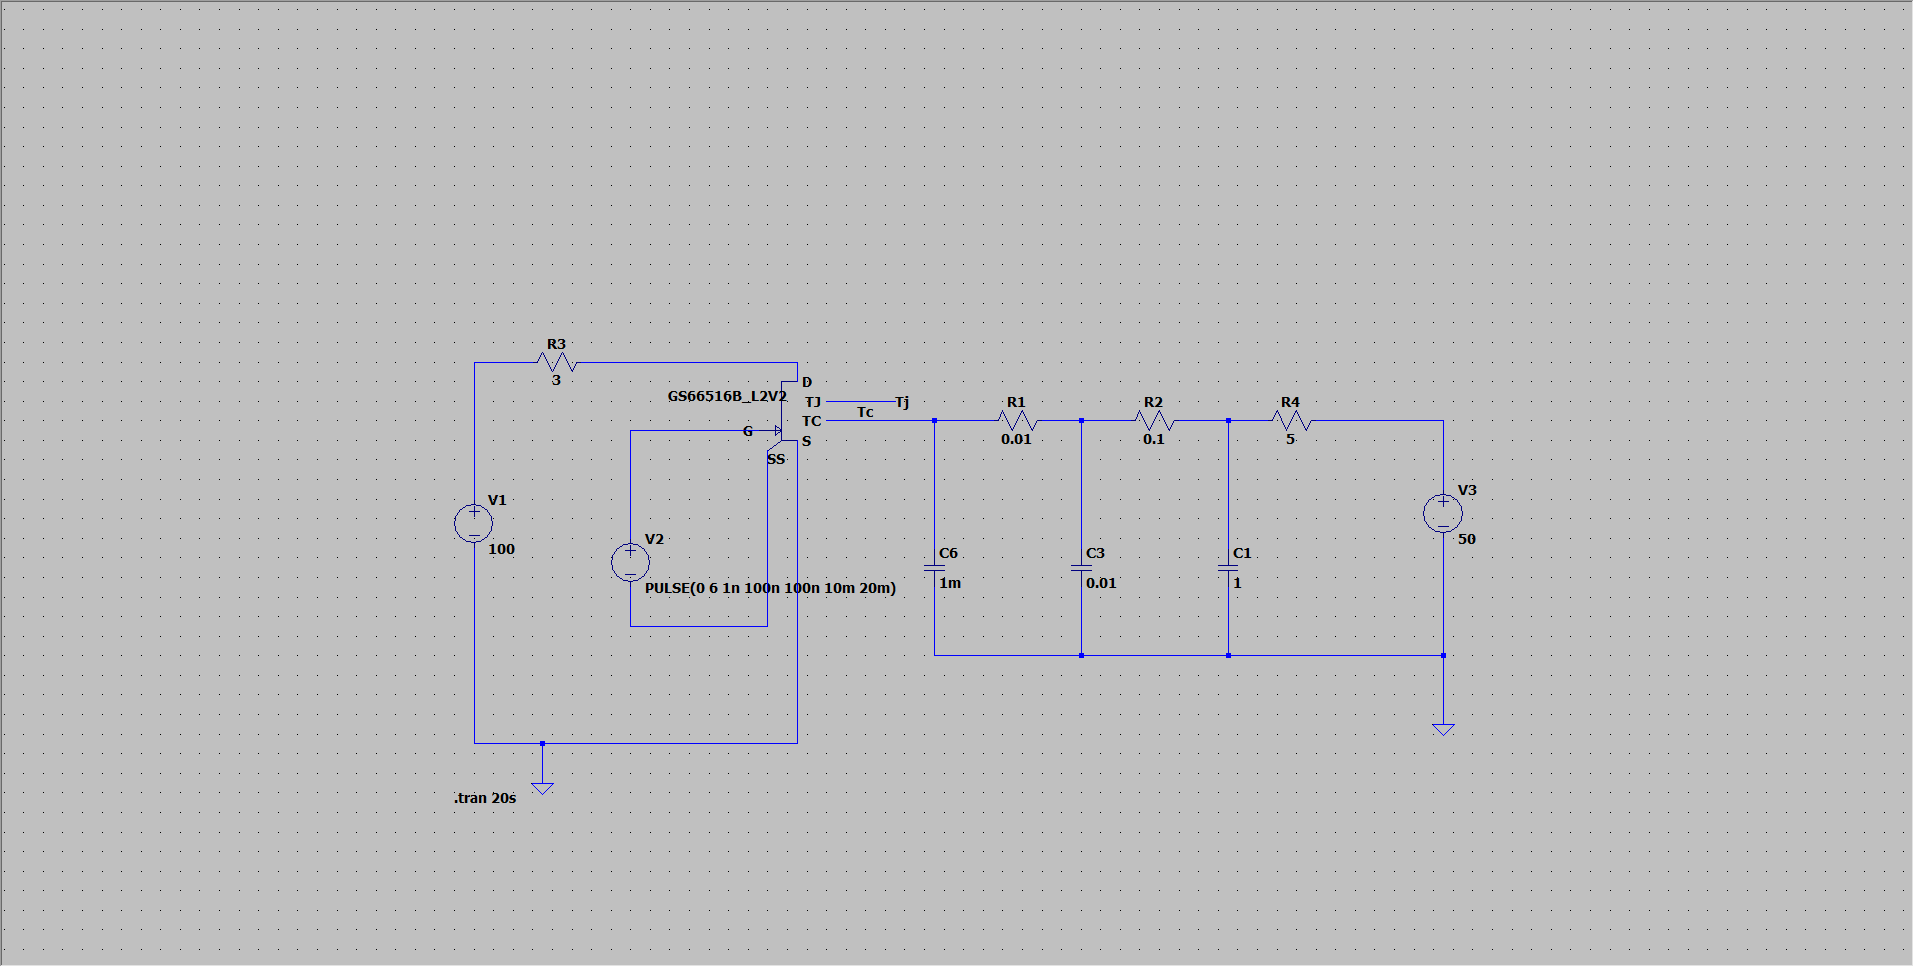 R3
3
D
GS66516B_L2V2
TJ
Tj
Tc
TC
R1
0.01
R2
0.1
R4
5
G
S
SS
V1
100
V2
PULSE(0 6 1n 100n 100n 10m 20m)
C6
1m
C3
0.01
C1
1
V3
50
.tran 20s